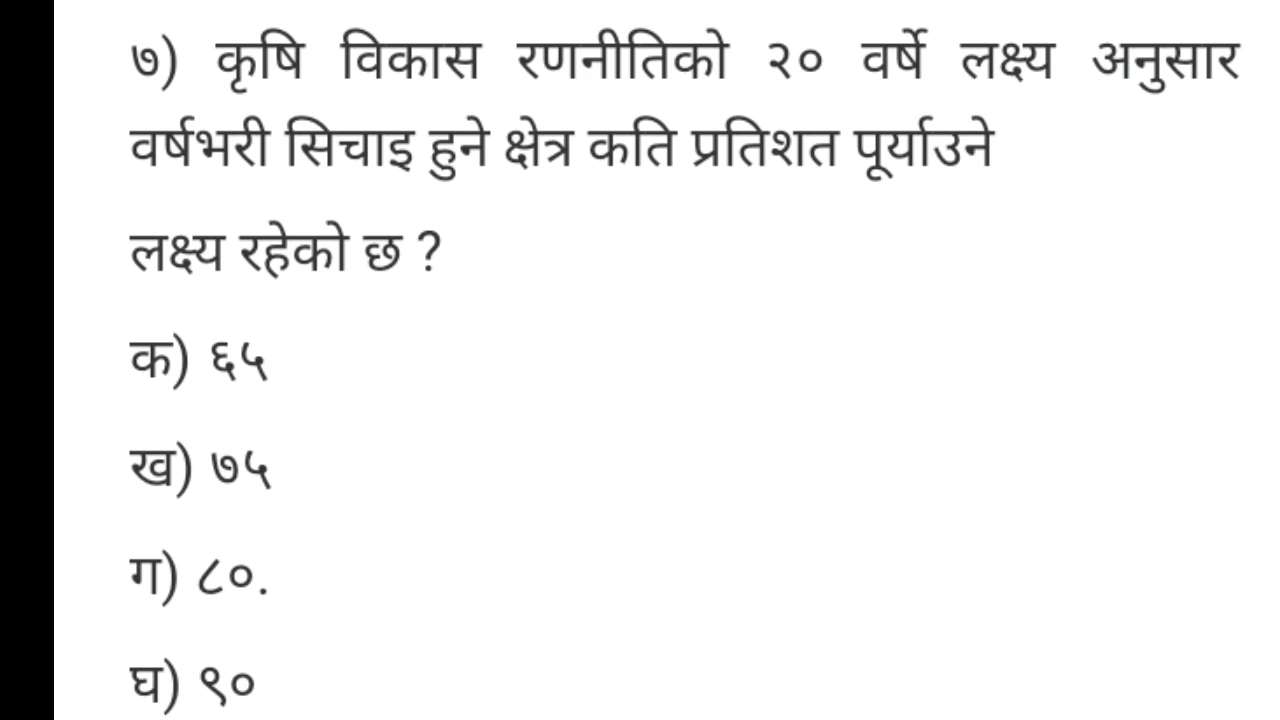 ७) कृषि विकास रणनीतिको २० वर्षे लक्ष्य अनुसार
वर्षभरी सिचाइ हुने क्षेत्र कति प्रतिशत पूर्याउने
लक्ष्य रहेको छ ?
क) ६५
ख) ७५
ग) ८०.
घ) ९०